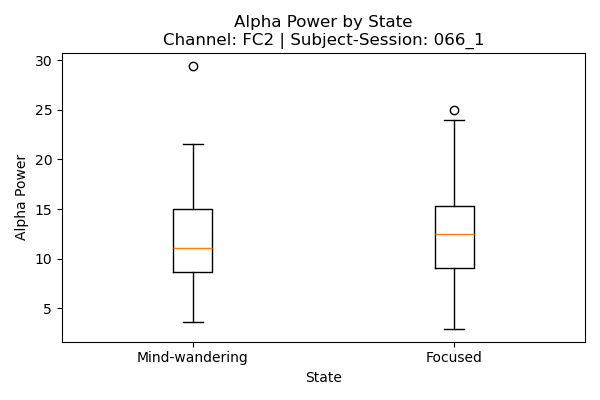 Alpha Power by State
Channel: FC2 | Subject-Session: 066_1
Alpha Power
30
25
20
15
10
5
Mind-wandering
Focused
State